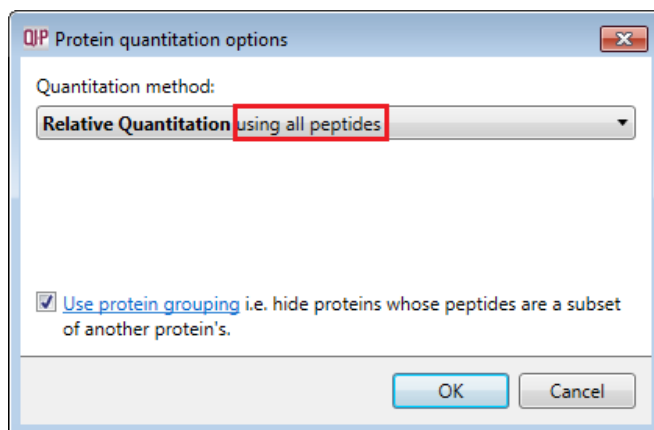 QIP Protein quantitation options
Quantitation method:
Relative Quantitation using all peptides
Use protein grouping i.e. hide proteins whose peptides are a subset
of another protein's.
OK Cancel